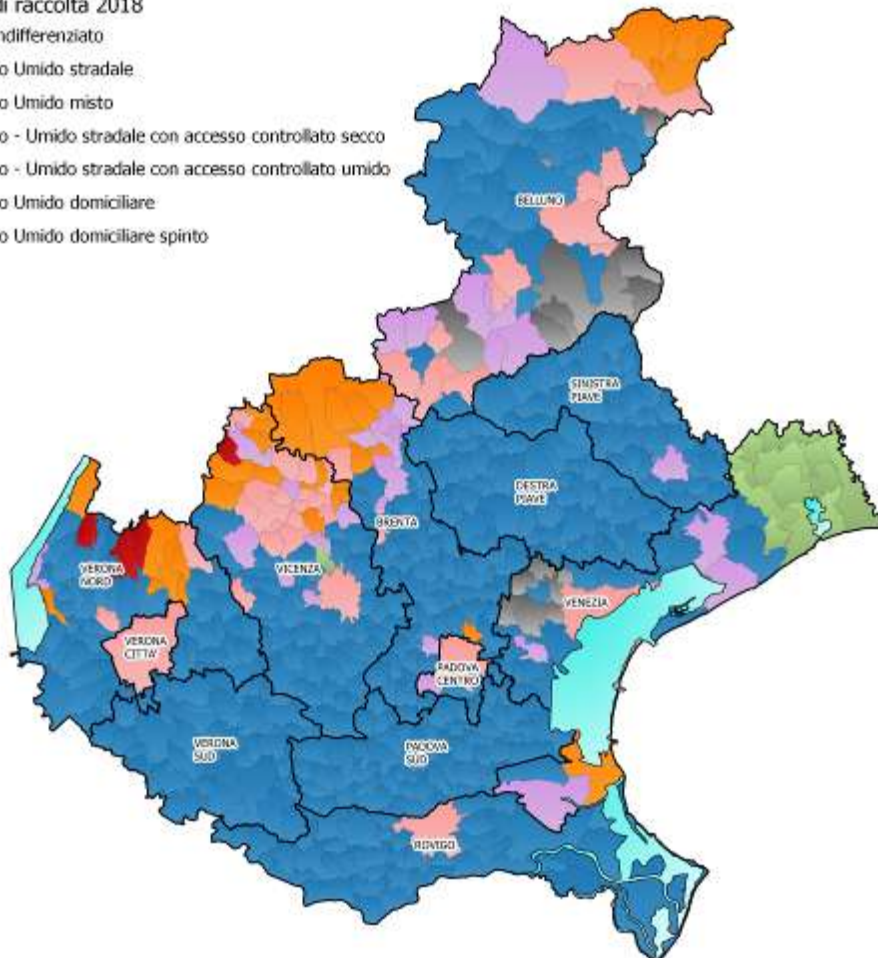 di raccolta 2018
ndifferenziato
o Umido stradale
o Umido misto
o - Umido stradale con accesso controllato secco
o - Umido stradale con accesso controllato umido
o Umido domiciliare
o Umido domiciliare spinto
BELLUNO
SINISTRA
PIAVE
DESTRA
PIAVE
BRENTA
VICENZA
VERONA
NORD
VENEZIA
VERONA
CITTA'
PADOVA
CENTRO
VERONA
SUD
PADOVA
SUD
ROVIGO